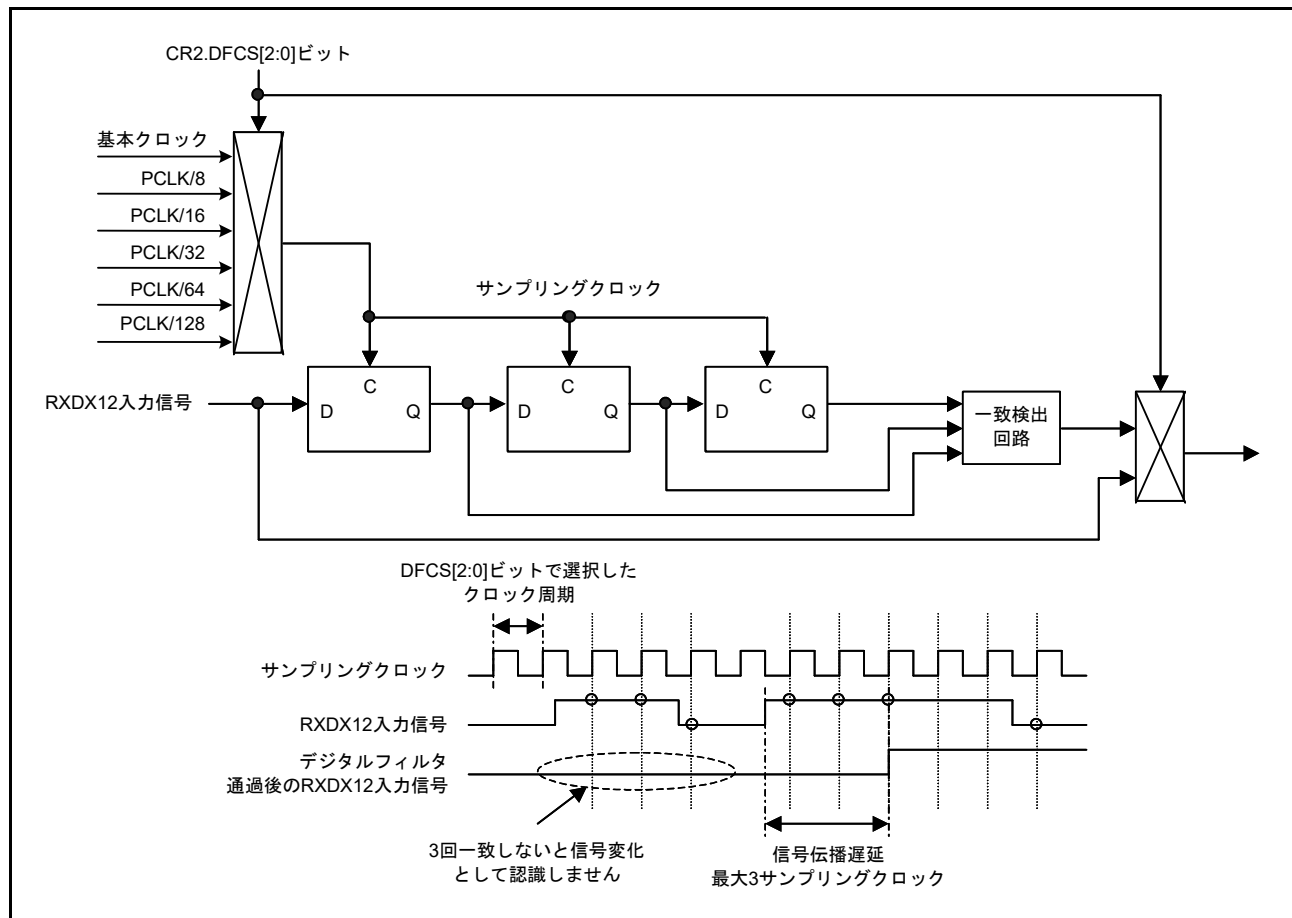 CR2.DFCS[2:0]ビット
基本クロック
PCLK/8
PCLK/16
PCLK/32
PCLK/64
PCLK/128
サンプリングクロック
RXDX12入力信号
C
D
Q
C
D
Q
C
D
Q
一致検出
回路
DFCS[2:0]ビットで選択した
クロック周期
サンプリングクロック
RXDX12入力信号
デジタルフィルタ
通過後のRXDX12入力信号
3回一致しないと信号変化
として認識しません
信号伝播遅延
最大3サンプリングクロック